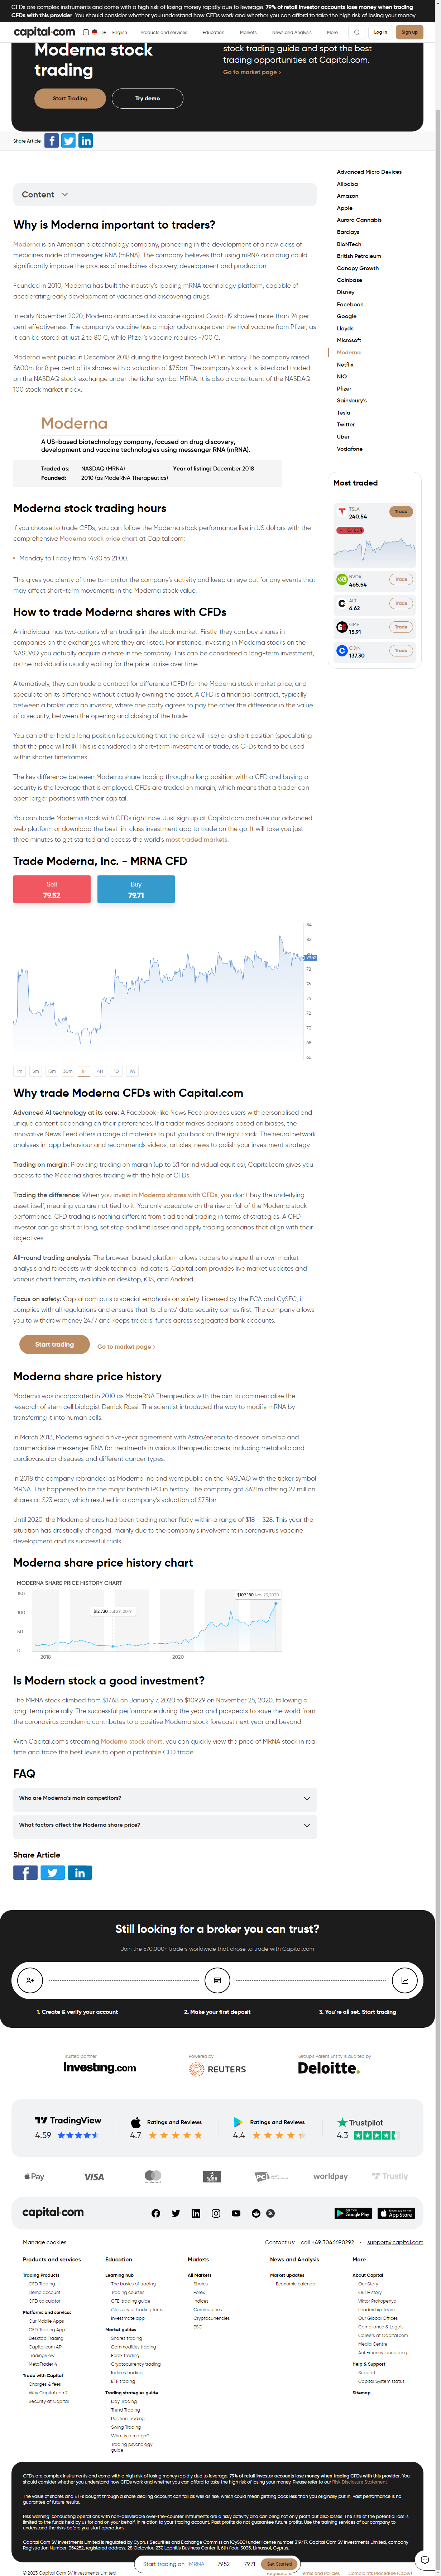 CFDs are complex instruments and come with a high risk of losing money rapidly due to leverage. 79% of retail investor accounts lose money when trading
CFDs with this provider. You should consider whether you understand how CFDs work and whether you can afford to take the high risk of losing your money.
capital.com
DE
English
Products and services
Education
Markets
News and Analysis
More
Log In
Sign up
Moderna stock
trading
stock trading guide and spot the best
trading opportunities at Capital.com.
Go to market page
Start Trading
Try demo
Share Article
Content
Why is Moderna important to traders?
Moderna is an American biotechnology company, pioneering in the development of a new class of
medicines made of messenger RNA (mRNA). The company believes that using mRNA as a drug could
significantly improve the process of medicines discovery, development and production.
Founded in 2010, Moderna has built the industry's leading mRNA technology platform, capable of
accelerating development of vaccines and discovering drugs.
In early November 2020, Moderna announced its vaccine against Covid-19 showed more than 94 per
cent effectiveness. The company's vaccine has a major advantage over the rival vaccine from Pfizer, as
it can be stored at just 2 to 80 C, while Pfizer's vaccine requires -700 C.
Moderna went public in December 2018 during the largest biotech IPO in history. The company raised
$600m for 8 per cent of its shares with a valuation of $7.5bn. The company's stock is listed and traded
on the NASDAQ stock exchange under the ticker symbol MRNA. It is also a constituent of the NASDAQ
100 stock market index.
Moderna
A US-based biotechnology company, focused on drug discovery,
development and vaccine technologies using messenger RNA (mRNA).
Traded as: NASDAQ (MRNA) Year of listing: December 2018
Founded: 2010 (as ModeRNA Therapeutics)
Moderna stock trading hours
If you choose to trade CFDs, you can follow the Moderna stock performance live in US dollars with the
comprehensive Moderna stock price chart at Capital.com:
Monday to Friday from 14:30 to 21:00.
This gives you plenty of time to monitor the company's activity and keep an eye out for any events that
may affect short-term movements in the Moderna stock value.
How to trade Moderna shares with CFDs
An individual has two options when trading in the stock market. Firstly, they can buy shares in
companies on the exchanges where they are listed. For instance, investing in Moderna stocks on the
NASDAQ you actually acquire a share in this company. This can be considered a long-term investment,
as the individual is usually waiting for the price to rise over time.
Alternatively, they can trade a contract for difference (CFD) for the Moderna stock market price, and
speculate on its difference without actually owning the asset. A CFD is a financial contract, typically
between a broker and an investor, where one party agrees to pay the other the difference in the value
of a security, between the opening and closing of the trade.
You can either hold a long position (speculating that the price will rise) or a short position (speculating
that the price will fall). This is considered a short-term investment or trade, as CFDs tend to be used
within shorter timeframes.
The key difference between Moderna share trading through a long position with a CFD and buying a
security is the leverage that is employed. CFDs are traded on margin, which means that a trader can
open larger positions with their capital.
You can trade Moderna stock with CFDs right now. Just sign up at Capital.com and use our advanced
web platform or download the best-in-class investment app to trade on the go. It will take you just
three minutes to get started and access the world's most traded markets.
Trade Moderna, Inc. - MRNA CFD
Sell
79.52
Buy
79.71
84
82
78
76
74
72
70
68
66
1m
5m
15m
30m
1H
4H
1D
1W
Why trade Moderna CFDs with Capital.com
Advanced AI technology at its core: A Facebook-like News Feed provides users with personalised and
unique content depending on their preferences. If a trader makes decisions based on biases, the
innovative News Feed offers a range of materials to put you back on the right track. The neural network
analyses in-app behaviour and recommends videos, articles, news to polish your investment strategy.
Trading on margin: Providing trading on margin (up to 5:1 for individual equities), Capital.com gives you
access to the Moderna shares trading with the help of CFDs.
Trading the difference: When you invest in Moderna shares with CFDs, you don't buy the underlying
asset itself, meaning you are not tied to it. You only speculate on the rise or fall of the Moderna stock
performance. CFD trading is nothing different from traditional trading in terms of strategies. A CFD
investor can go short or long, set stop and limit losses and apply trading scenarios that align with their
objectives.
All-round trading analysis: The browser-based platform allows traders to shape their own market
analysis and forecasts with sleek technical indicators. Capital.com provides live market updates and
various chart formats, available on desktop, iOS, and Android.
Focus on safety: Capital.com puts a special emphasis on safety. Licensed by the FCA and CySEC, it
complies with all regulations and ensures that its clients' data security comes first. The company allows
you to withdraw money 24/7 and keeps traders' funds across segregated bank accounts.
Start trading
Go to market page
Moderna share price history
Moderna was incorporated in 2010 as ModeRNA Therapeutics with the aim to commercialise the
research of stem cell biologist Derrick Rossi. The scientist introduced the way to modify mRNA by
transferring it into human cells.
In March 2013, Moderna signed a five-year agreement with AstraZeneca to discover, develop and
commercialise messenger RNA for treatments in various therapeutic areas, including metabolic and
cardiovascular diseases and different cancer types.
In 2018 the company rebranded as Moderna Inc and went public on the NASDAQ with the ticker symbol
MRNA. This happened to be the major biotech IPO in history. The company got $621m offering 27 million
shares at $23 each, which resulted in a company's valuation of $7.5bn.
Until 2020, the Moderna shares had been trading rather flatly within a range of $18 – $28. This year the
situation has drastically changed, mainly due to the company's involvement in coronavirus vaccine
development and its successful trials.
Moderna share price history chart
MODERNA SHARE PRICE HISTORY CHART
150
100
50
0
$12.730 Jul 29, 2019
$109.180 Nov 25,2020
2018
2020
Is Modern stock a good investment?
The MRNA stock climbed from $17.68 on January 7, 2020 to $109.29 on November 25, 2020, following a
long-term price rally. The successful performance during the year and prospects to save the world from
the coronavirus pandemic contributes to a positive Moderna stock forecast next year and beyond.
With Capital.com's streaming Moderna stock chart, you can quickly view the price of MRNA stock in real
time and trace the best levels to open a profitable CFD trade.
FAQ
Who are Moderna's main competitors?
What factors affect the Moderna share price?
Share Article
Advanced Micro Devices
Alibaba
Amazon
Apple
Aurora Cannabis
Barclays
BioNTech
British Petroleum
Canopy Growth
Coinbase
Disney
Facebook
Google
Lloyds
Microsoft
Moderna
Netflix
NIO
Pfizer
Sainsbury's
Tesla
Twitter
Uber
Vodafone
Most traded
TSLA
240.54
Trade
NVDA
465.54
Trade
ALT
6.62
Trade
GME
15.91
Trade
COIN
137.30
Trade
Still looking for a broker you can trust?
Join the 570.000+ traders worldwide that chose to trade with Capital.com
1. Create & verify your account
2. Make your first deposit
3. You're all set. Start trading
Trusted partner
Investing.com
Powered by
REUTERS
Group's Parent Entity is audited by
Deloitte.
TradingView
4.59
Ratings and Reviews
4.7
Ratings and Reviews
4.4
Trustpilot
4.3
Pay
VISA
PCI
worldpay
Trustly
capital.com
Google Play
App Store
Manage cookies
Contact us: call +49 3046690292 • support@capital.com
Products and services
Trading Products
CFD Trading
Demo account
CFD calculator
Platforms and services
Our Mobile Apps
CFD Trading App
Desktop Trading
Capital.com API
TradingView
MetaTrader 4
Trade with Capital
Charges & fees
Why Capital.com?
Security at Capital
Education
Learning hub
The basics of trading
Trading courses
CFD trading guide
Glossary of trading terms
Investmate app
Market guides
Shares trading
Commodities trading
Forex trading
Cryptocurrency trading
Indices trading
ETF trading
Trading strategies guide
Day Trading
Trend Trading
Position Trading
Swing Trading
What is a margin?
Trading psychology
guide
Markets
All Markets
Shares
Forex
Indices
Commodities
Cryptocurrencies
ESG
News and Analysis
Market updates
Economic calendar
More
About Capital
Our Story
Our History
Viktor Prokopenya
Leadership Team
Our Global Offices
Compliance & Legals
Careers at Capital.com
Media Centre
Anti-money laundering
Help & Support
Support
Capital System status
Sitemap
CFDs are complex instruments and come with a high risk of losing money rapidly due to leverage. 79% of retail investor accounts lose money when trading CFDs with this provider. You
should consider whether you understand how CFDs work and whether you can afford to take the high risk of losing your money. Please refer to our Risk Disclosure Statement
The value of shares and ETFs bought through a share dealing account can fall as well as rise, which could mean getting back less than you originally put in. Past performance is no
guarantee of future results.
Risk warning: conducting operations with non-deliverable over-the-counter instruments are a risky activity and can bring not only profit but also losses. The size of the potential loss is
limited to the funds held by us for and on your behalf, in relation to your trading account. Past profits do not guarantee future profits. Use the training services of our company to
understand the risks before you start operations.
Capital Com SV Investments Limited is regulated by Cyprus Securities and Exchange Commission (CySEC) under license number 319/17. Capital Com SV Investments Limited, company
Registration Number: 354252, registered address: 28 Octovriou 237, Lophitis Business Center II, 6th floor, 3035, Limassol, Cyprus.
Start trading on MRNA. 79.52 79.71 Get Started
© 2023 Capital Com SV Investments Limited
Terms and Policies
Complaints Procedure (CCSV)